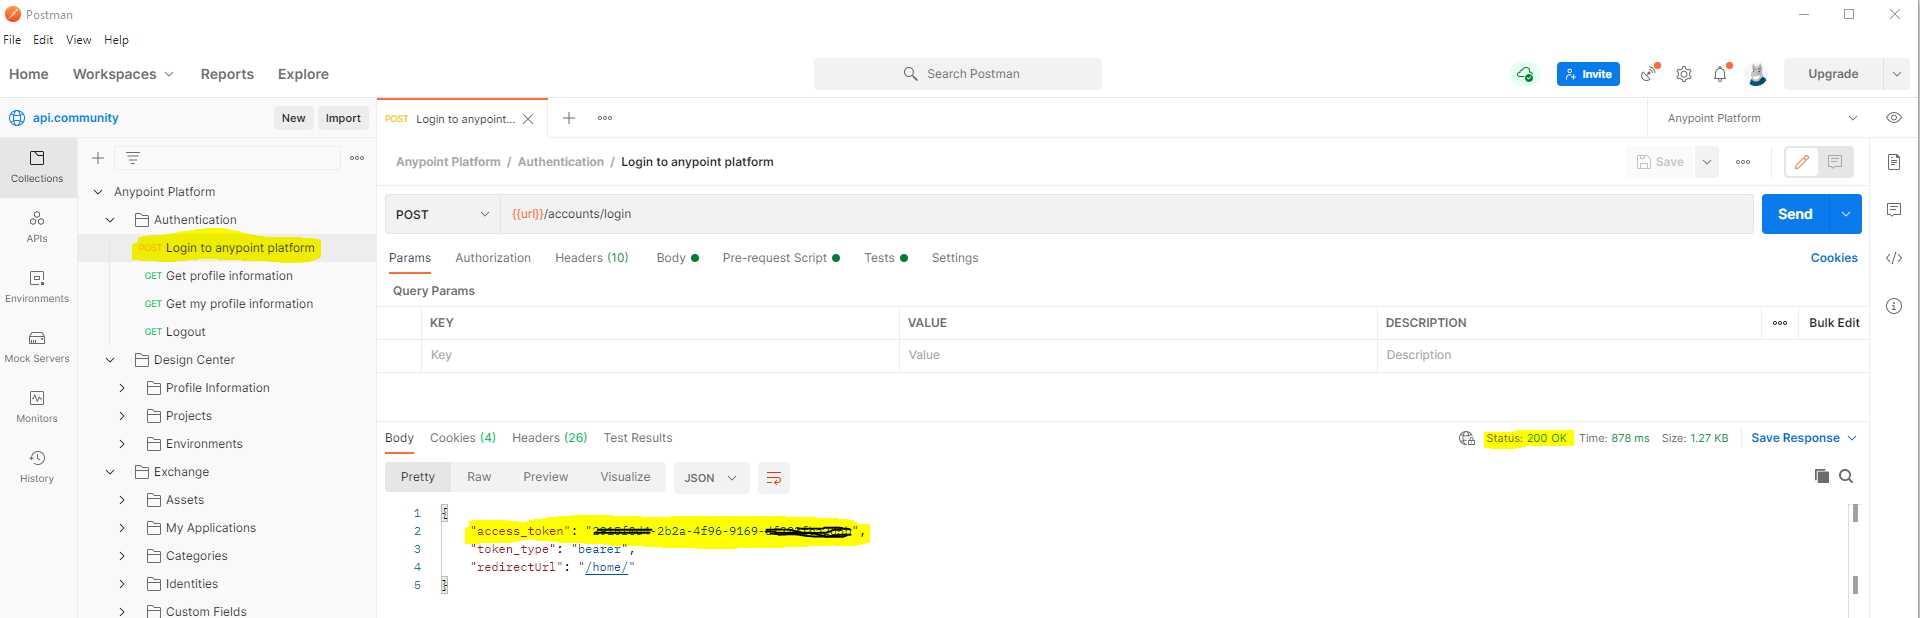 Postman
File Edit View Help
Home Workspaces Reports Explore Search Postman Invite Upgrade
api.community New Import POST Login to anypoint... Anypoint Platform
Collections
APIs
Environments
Mock Servers
Monitors
History
Anypoint Platform
Authentication
POST Login to anypoint platform
GET Get profile information
GET Get my profile information
GET Logout
Design Center
Profile Information
Projects
Environments
Exchange
Assets
My Applications
Categories
Identities
Custom Fields
Anypoint Platform / Authentication / Login to anypoint platform Save
POST {{url}}/accounts/login Send
Params Authorization Headers (10) Body Pre-request Script Tests Settings Cookies
Query Params
KEY VALUE DESCRIPTION Bulk Edit
Key Value Description
Body Cookies (4) Headers (26) Test Results Status: 200 OK Time: 878 ms Size: 1.27 KB Save Response
Pretty Raw Preview Visualize JSON
1 {
2 "access_token": "-2b2a-4f96-9169-",
3 "token_type": "bearer",
4 "redirectUrl": "/home/"
5 }